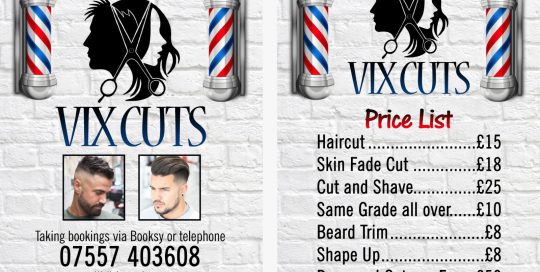 VIX CUTS
Taking bookings via Booksy or telephone
07557 403608
VIX CUTS
Price List
Haircut.....................£15
Skin Fade Cut ...........£18
Cut and Shave..........£25
Same Grade all over......£10
Beard Trim.................£8
Shape Up...................£8